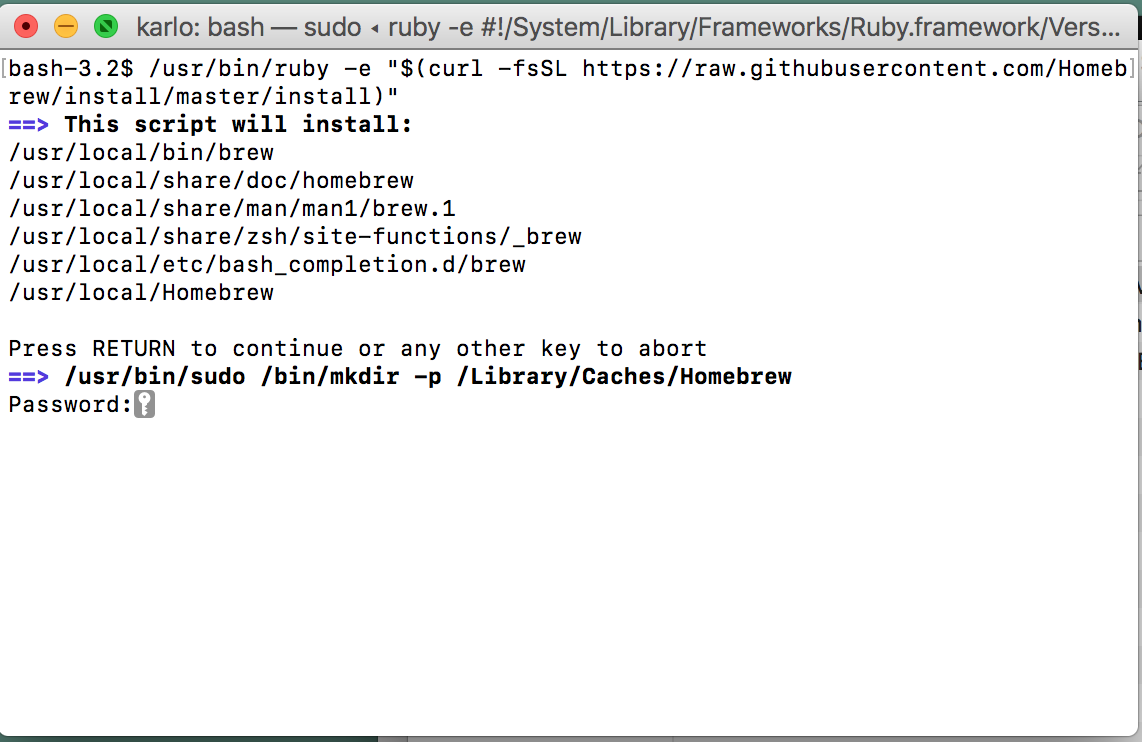 karlo: bash — sudo ◂ ruby -e #!/System/Library/Frameworks/Ruby.framework/Vers...
[bash-3.2$ /usr/bin/ruby -e "$(curl -fsSL https://raw.githubusercontent.com/Homeb]
rew/install/master/install)"
==> This script will install:
/usr/local/bin/brew
/usr/local/share/doc/homebrew
/usr/local/share/man/man1/brew.1
/usr/local/share/zsh/site-functions/_brew
/usr/local/etc/bash_completion.d/brew
/usr/local/Homebrew
Press RETURN to continue or any other key to abort
==> /usr/bin/sudo /bin/mkdir -p /Library/Caches/Homebrew
Password: